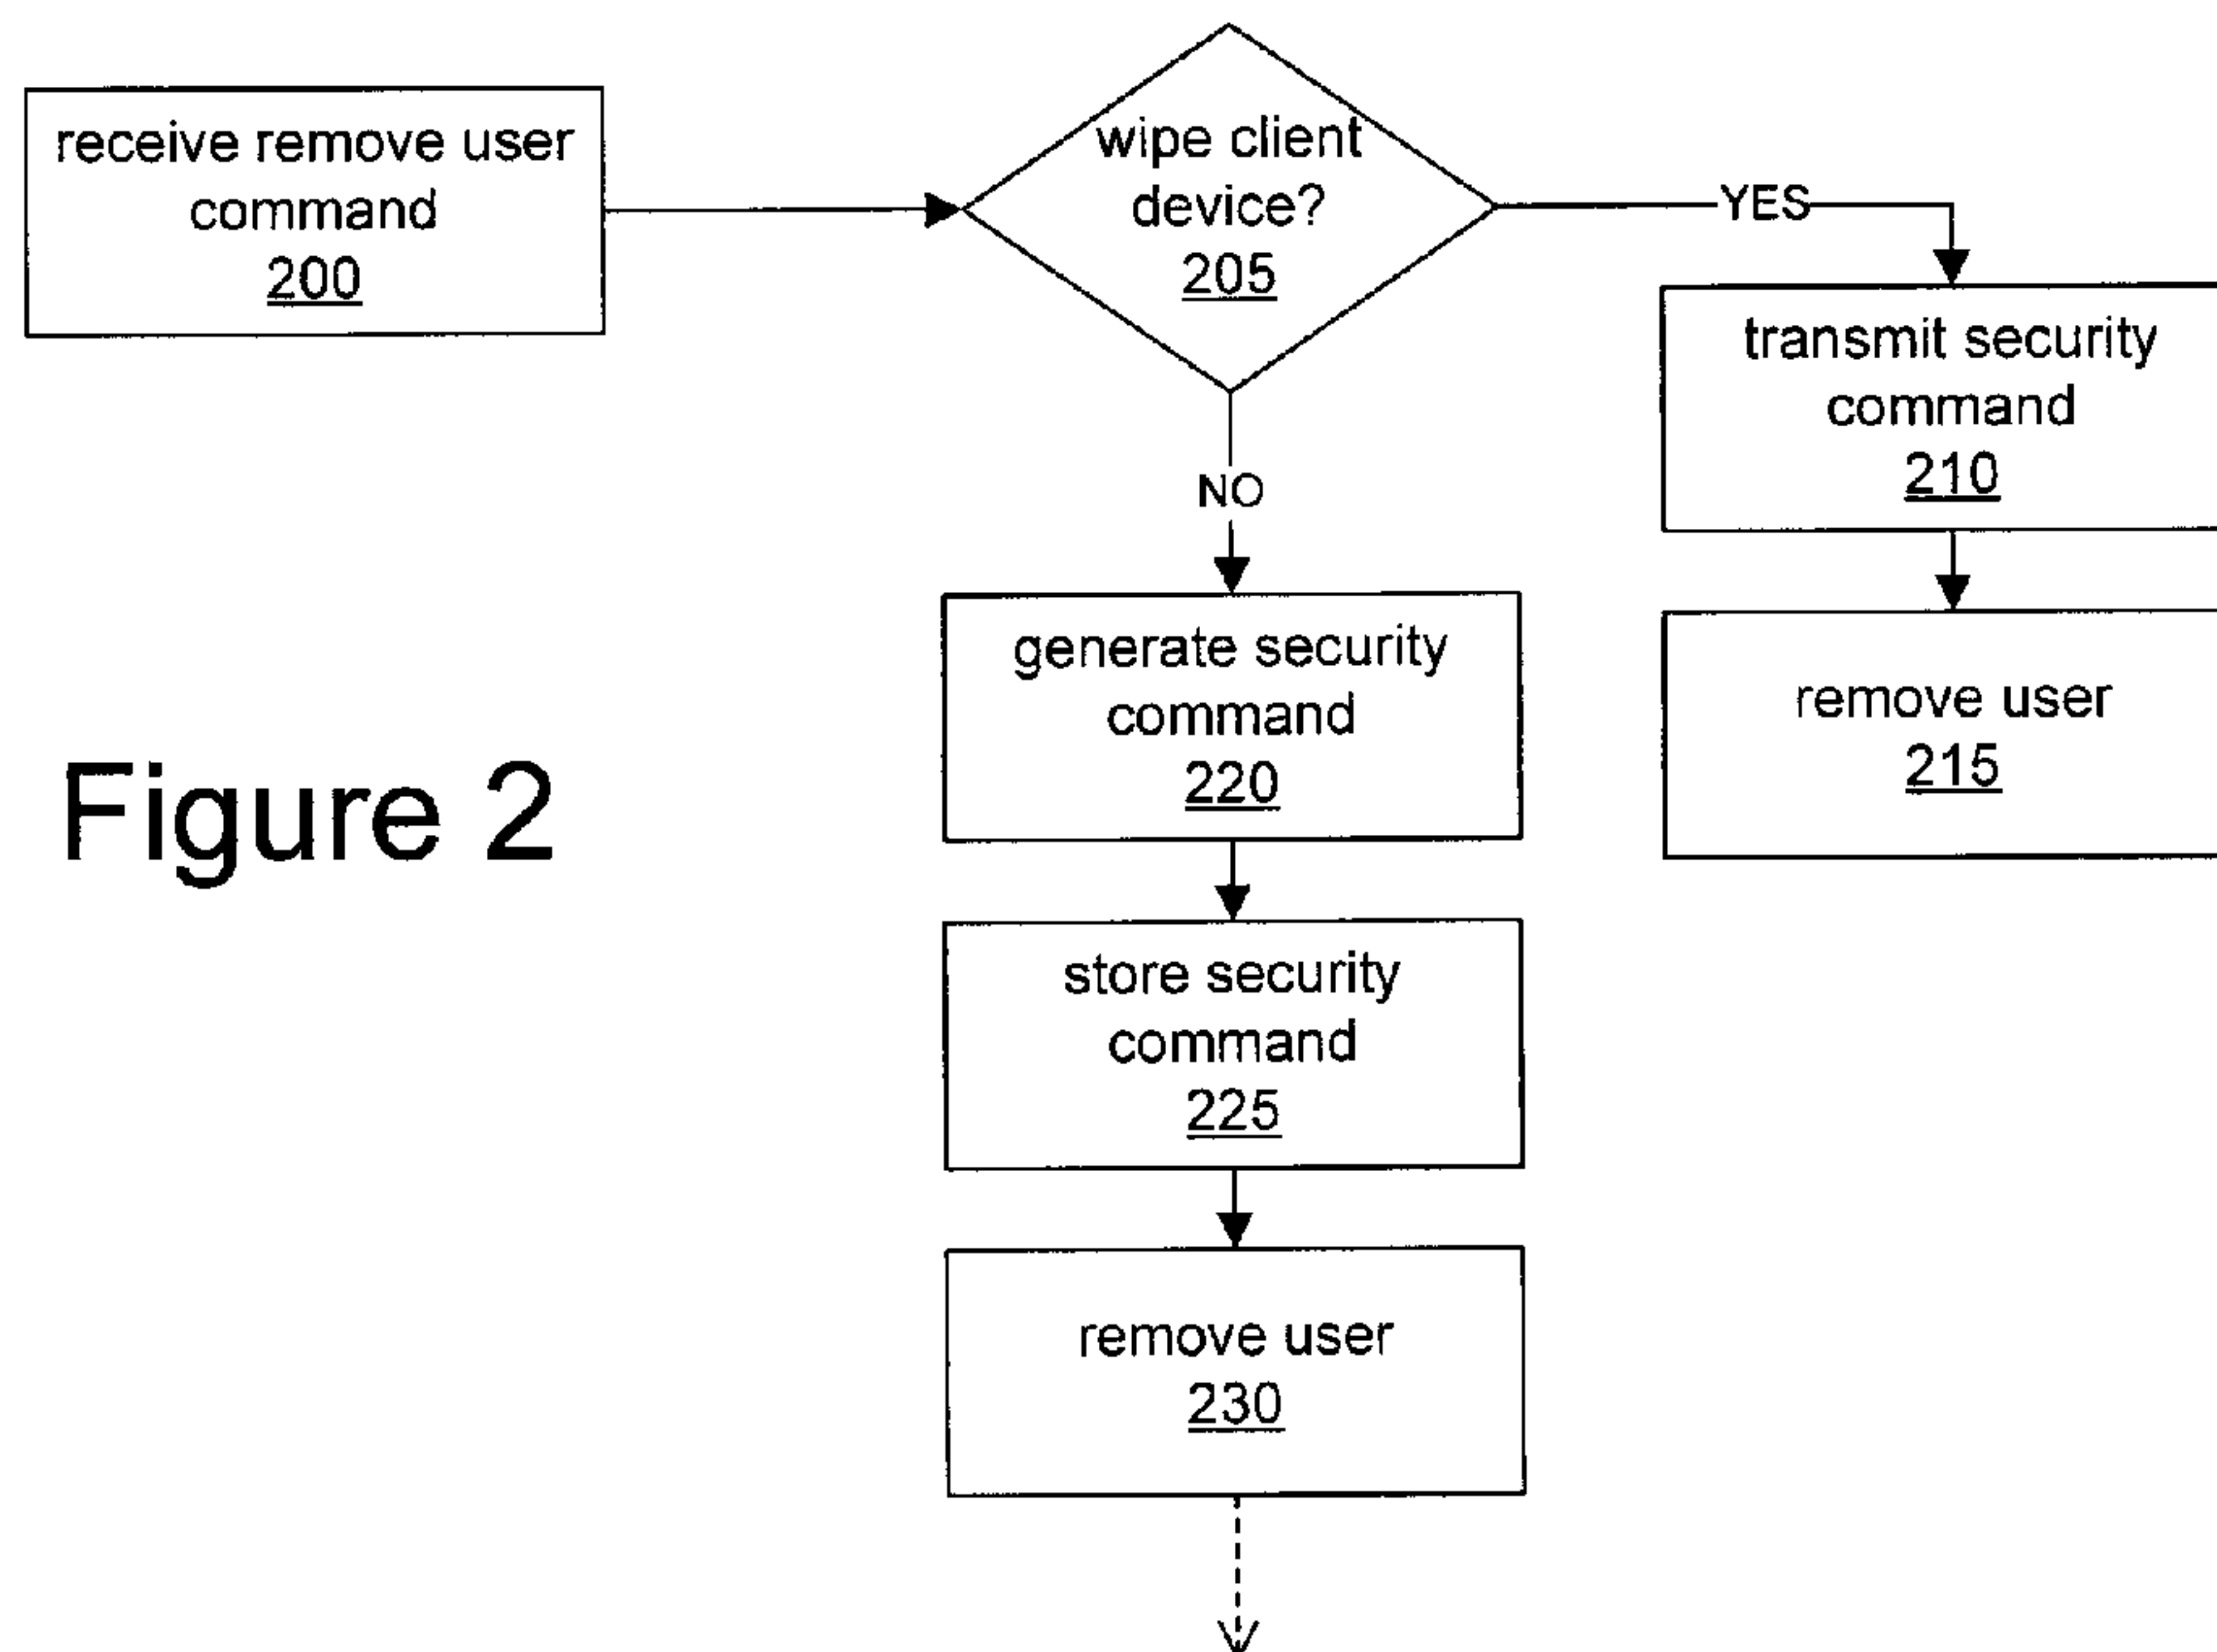 receive remove user
command
200
wipe client
device?
205
YES
transmit security
command
210
remove user
215
NO
generate security
command
220
store security
command
225
remove user
230
Figure 2